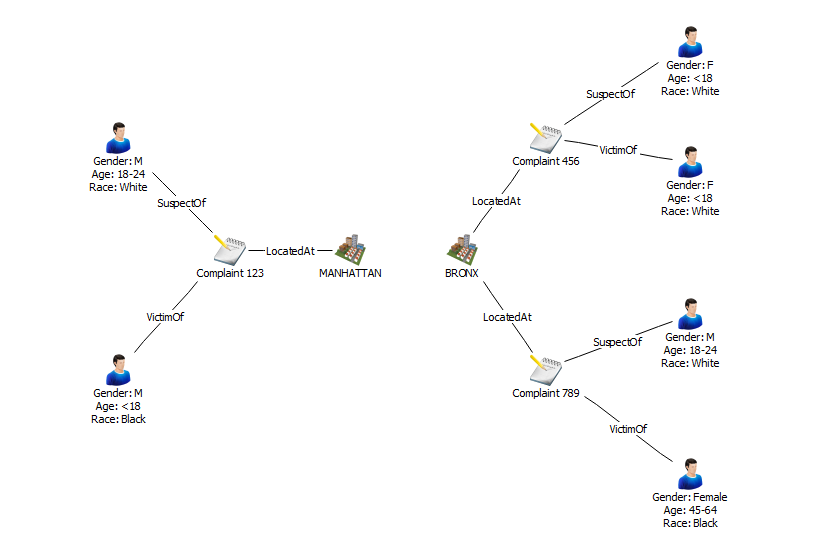 Gender: M
Age: 18-24
Race: White
SuspectOf
Complaint 123
LocatedAt
MANHATTAN
VictimOf
Gender: M
Age: <18
Race: Black
Gender: F
Age: <18
Race: White
SuspectOf
Complaint 456
VictimOf
Gender: F
Age: <18
Race: White
LocatedAt
BRONX
LocatedAt
Gender: M
Age: 18-24
Race: White
SuspectOf
Complaint 789
VictimOf
Gender: Female
Age: 45-64
Race: Black